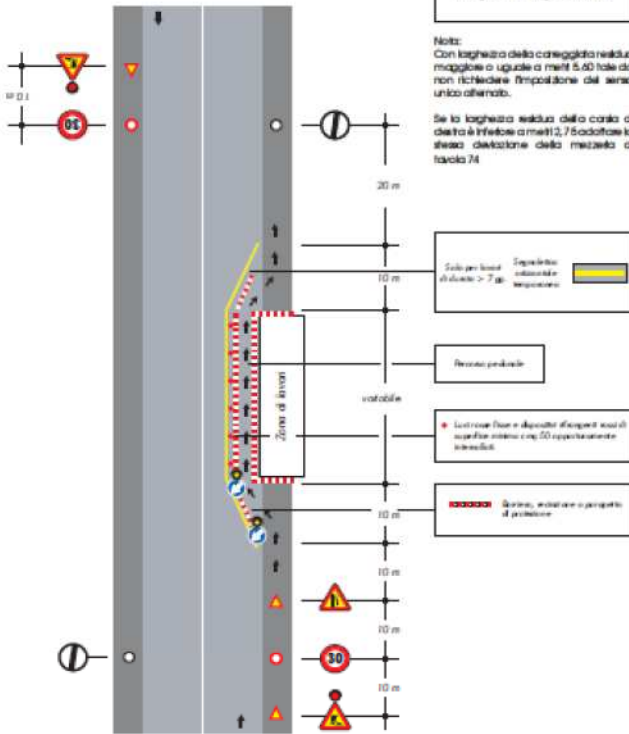 Nota:
Con larghezza della carreggiata residua
maggiore o uguale a metri 5,60 tale da
non richiedere l'imposizione del senso
unico alternato.
Se la larghezza residua della corsia di
destra è inferiore a metri 2,75 adottare la
stessa deviazione della mezzeria di
tavola 74
10 m
30
20 m
10 m
Solo per lavori
di durata > 7 gg.
Segnaletica
orizzontale
temporanea
Zona di lavori
Percorso pedonale
variabile
Luci rosse fisse e dispositivi rifrangenti rossi di
superficie minima cmq 50 opportunamente
intervallati
10 m
Barriera, recinzione o parapetto
di protezione
10 m
10 m
30
10 m